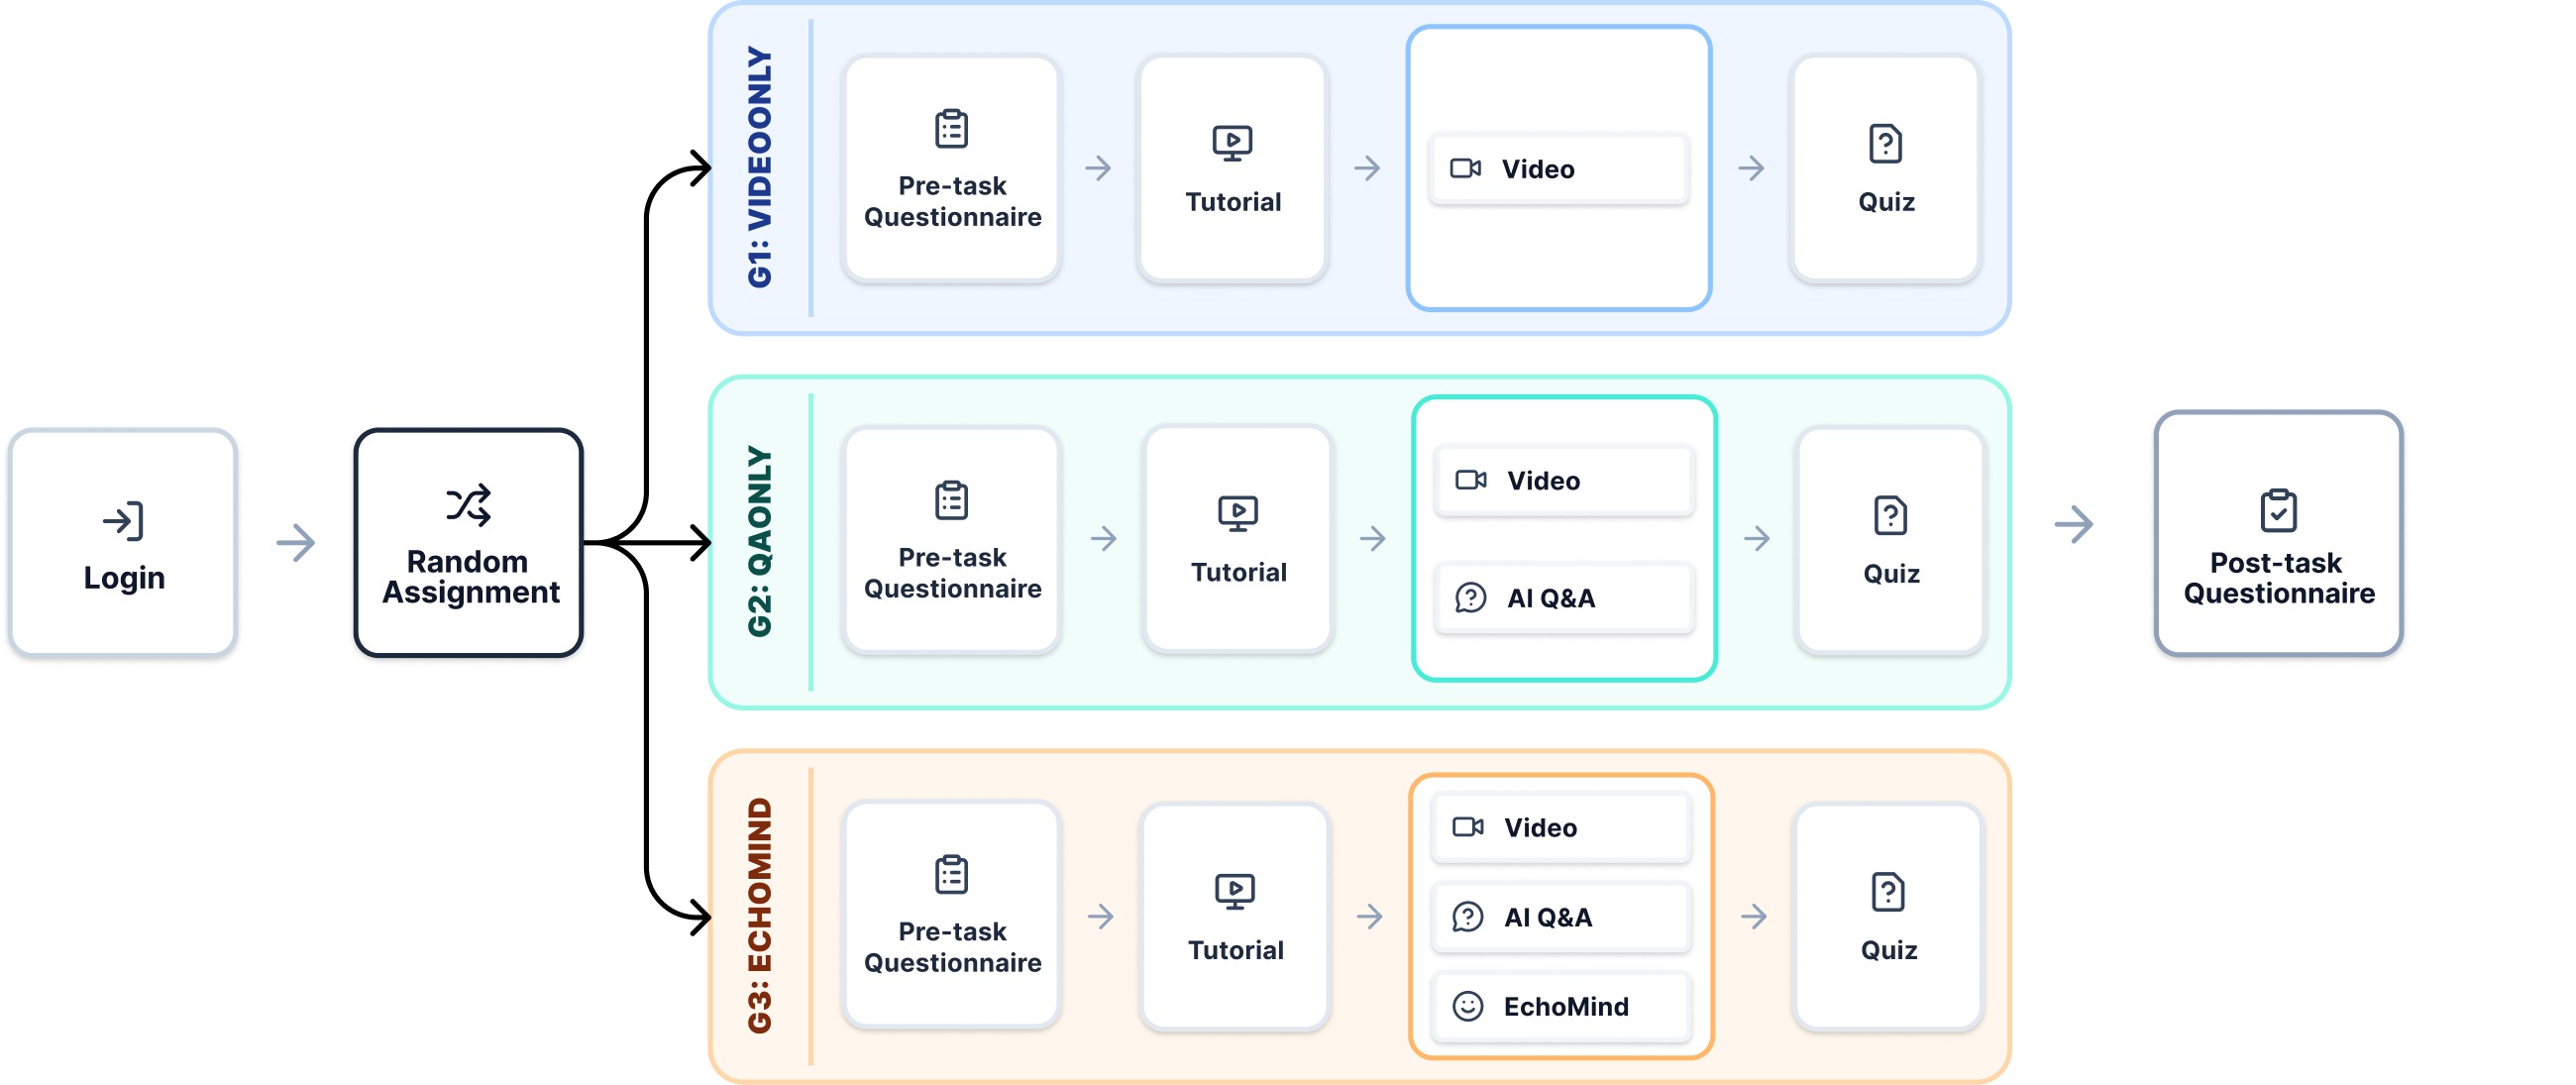 Login
Random
Assignment
G1: VIDEOONLY
Pre-task
Questionnaire
Tutorial
Video
Quiz
G2: QAONLY
Pre-task
Questionnaire
Tutorial
Video
AI Q&A
Quiz
G3: ECHOMIND
Pre-task
Questionnaire
Tutorial
Video
AI Q&A
EchoMind
Quiz
Post-task
Questionnaire